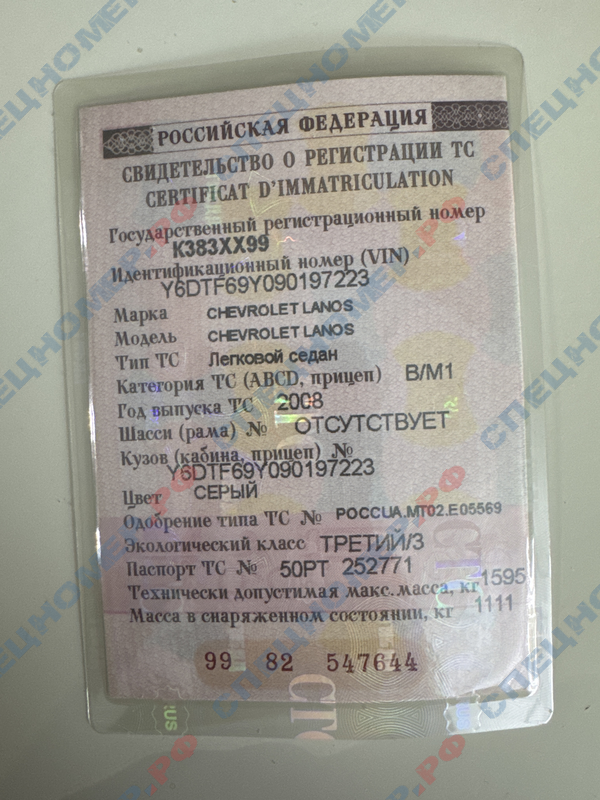 РОССИЙСКАЯ ФЕДЕРАЦИЯ
СВИДЕТЕЛЬСТВО О РЕГИСТРАЦИИ ТС
CERTIFICAT D'IMMATRICULATION
Государственный регистрационный номер
К383ХХ99
Идентификационный номер (VIN)
Y6DTF69Y090197223
Марка CHEVROLET LANOS
Модель CHEVROLET LANOS
Тип ТС Легковой седан
Категория ТС (ABCD, прицеп) B/M1
Год выпуска ТС 2008
Шасси (рама) № ОТСУТСТВУЕТ
Кузов (кабина, прицеп) №
Y6DTF69Y090197223
Цвет СЕРЫЙ
Одобрение типа ТС № РОССUA.MT02.E05569
Экологический класс ТРЕТИЙ/3
Паспорт ТС № 50РТ 252771
Технически допустимая макс. масса, кг 1595
Масса в снаряженном состоянии, кг 1111
99 82 547644
СПЕЦНОМЕР.РФ